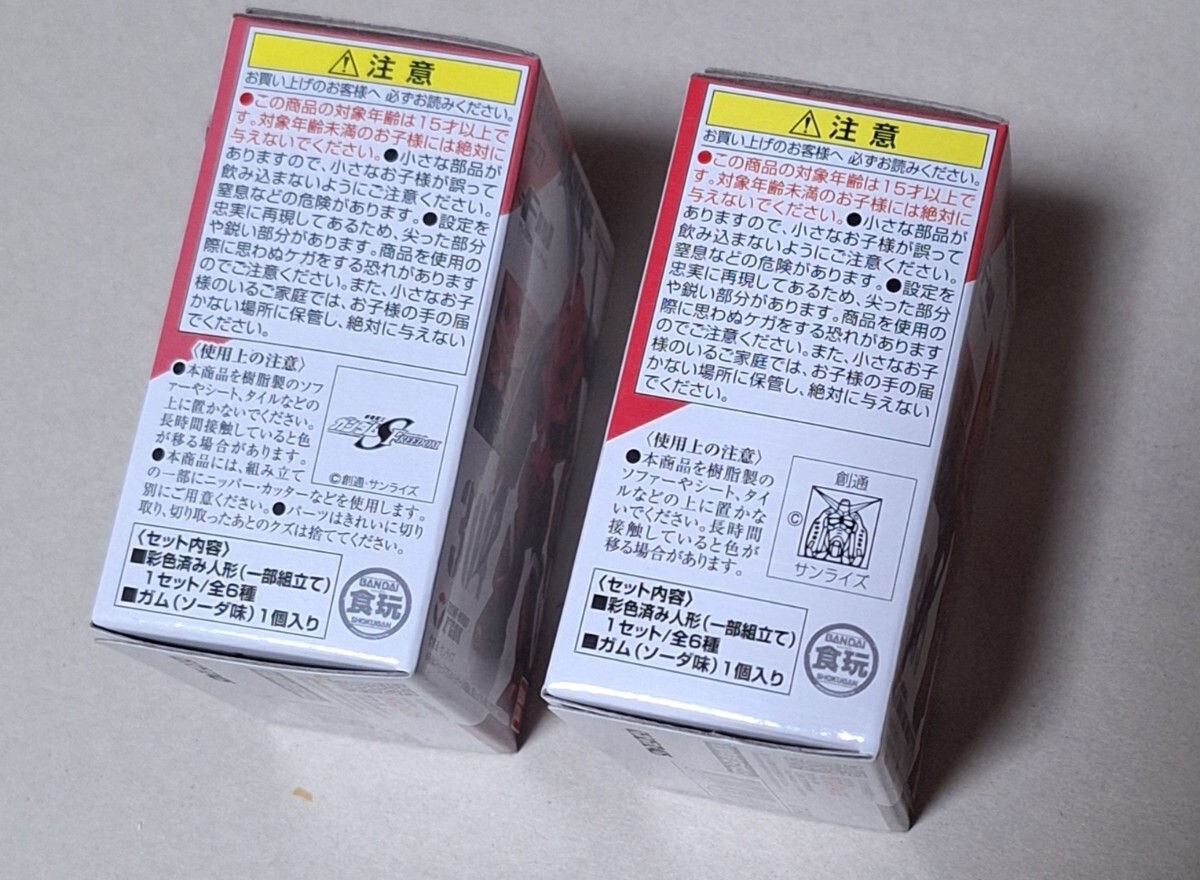 注意
お買い上げのお客様へ 必ずお読みください。
●この商品の対象年齢は15才以上で
す。対象年齢未満のお子様には絶対に
与えないでください。●小さな部品が
ありますので、小さなお子様が誤って
飲み込まないようにご注意ください。
窒息などの危険があります。●設定を
忠実に再現してあるため、尖った部分
や鋭い部分があります。商品を使用の
際に思わぬケガをする恐れがあります
のでご注意ください。また、小さなお子
様のいるご家庭では、お子様の手の届
かない場所に保管し、絶対に与えない
でください。
〈使用上の注意〉
●本商品を樹脂製のソフ
ァーやシート、タイルなどの
上に置かないでください。
長時間接触していると色
が移る場合があります。
●本商品には、組み立て
の一部にニッパー・カッターなどを使用します。
別にご用意ください。●パーツはきれいに切り
取り、切り取ったあとのクズは捨ててください。
FREEDOM
©創通・サンライズ
〈セット内容〉
■彩色済み人形(一部組立て)
1セット/全6種
■ガム(ソーダ味)1個入り
BANDAI
食玩
SHOKUGAN
注意
お買い上げのお客様へ 必ずお読みください。
●この商品の対象年齢は15才以上で
す。対象年齢未満のお子様には絶対に
与えないでください。●小さな部品が
ありますので、小さなお子様が誤って
飲み込まないようにご注意ください。
窒息などの危険があります。●設定を
忠実に再現してあるため、尖った部分
や鋭い部分があります。商品を使用の
際に思わぬケガをする恐れがあります
のでご注意ください。また、小さなお子
様のいるご家庭では、お子様の手の届
かない場所に保管し、絶対に与えない
でください。
〈使用上の注意〉
●本商品を樹脂製の
ソファーやシート、タイ
ルなどの上に置かな
いでください。長時間
接触していると色が
移る場合があります。
創通
©
サンライズ
〈セット内容〉
■彩色済み人形(一部組立て)
1セット/全6種
■ガム(ソーダ味)1個入り
BANDAI
食玩
SHOKUGAN